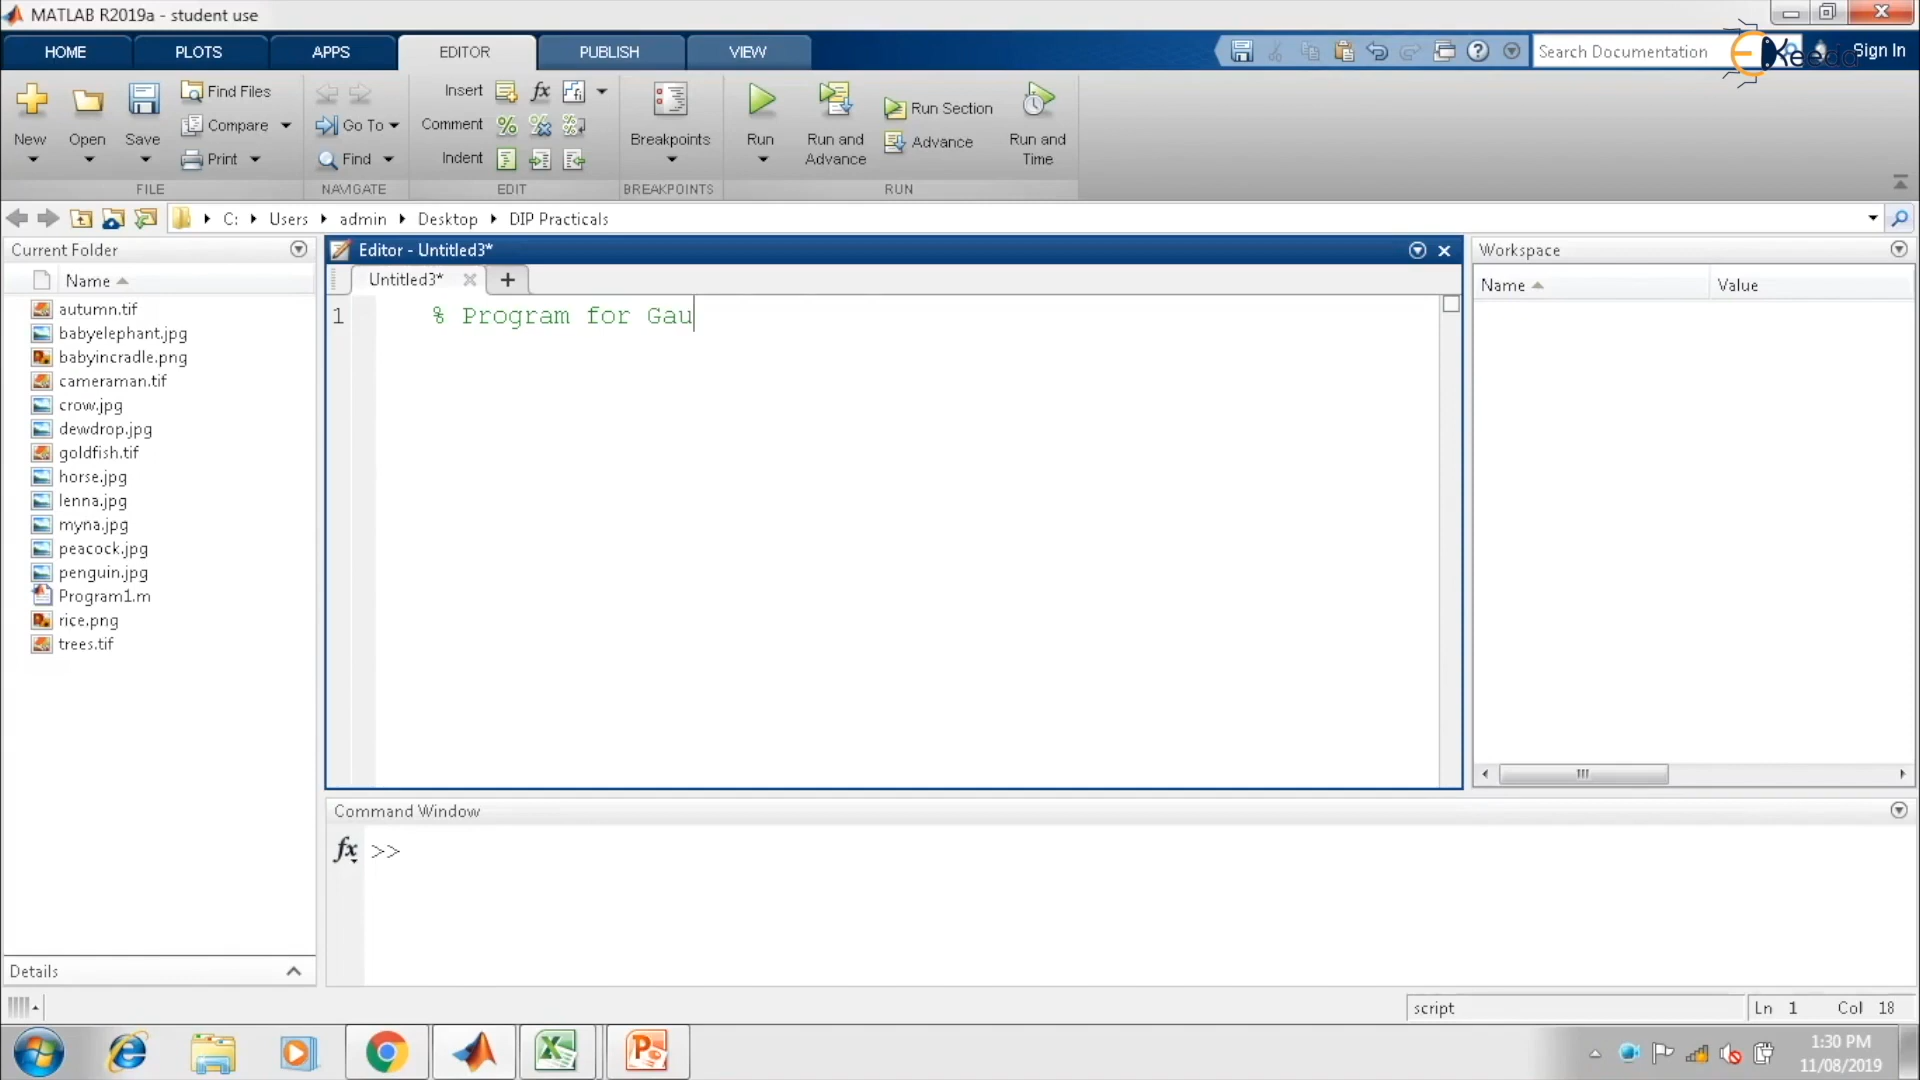 MATLAB R2019a - student use
HOME
PLOTS
APPS
EDITOR
PUBLISH
VIEW
Search Documentation
Sign In
New
Open
Save
Find Files
Compare
Print
FILE
Go To
Find
NAVIGATE
Insert
Comment
Indent
EDIT
Breakpoints
BREAKPOINTS
Run
Run and
Advance
Run Section
Advance
Run and
Time
RUN
C: Users admin Desktop DIP Practicals
Current Folder
Name
autumn.tif
babyelephant.jpg
babyincradle.png
cameraman.tif
crow.jpg
dewdrop.jpg
goldfish.tif
horse.jpg
lenna.jpg
myna.jpg
peacock.jpg
penguin.jpg
Program1.m
rice.png
trees.tif
Details
Editor - Untitled3*
Untitled3*
1 % Program for Gau
Workspace
Name
Value
Command Window
fx >>
script
Ln 1 Col 18
1:30 PM
11/08/2019